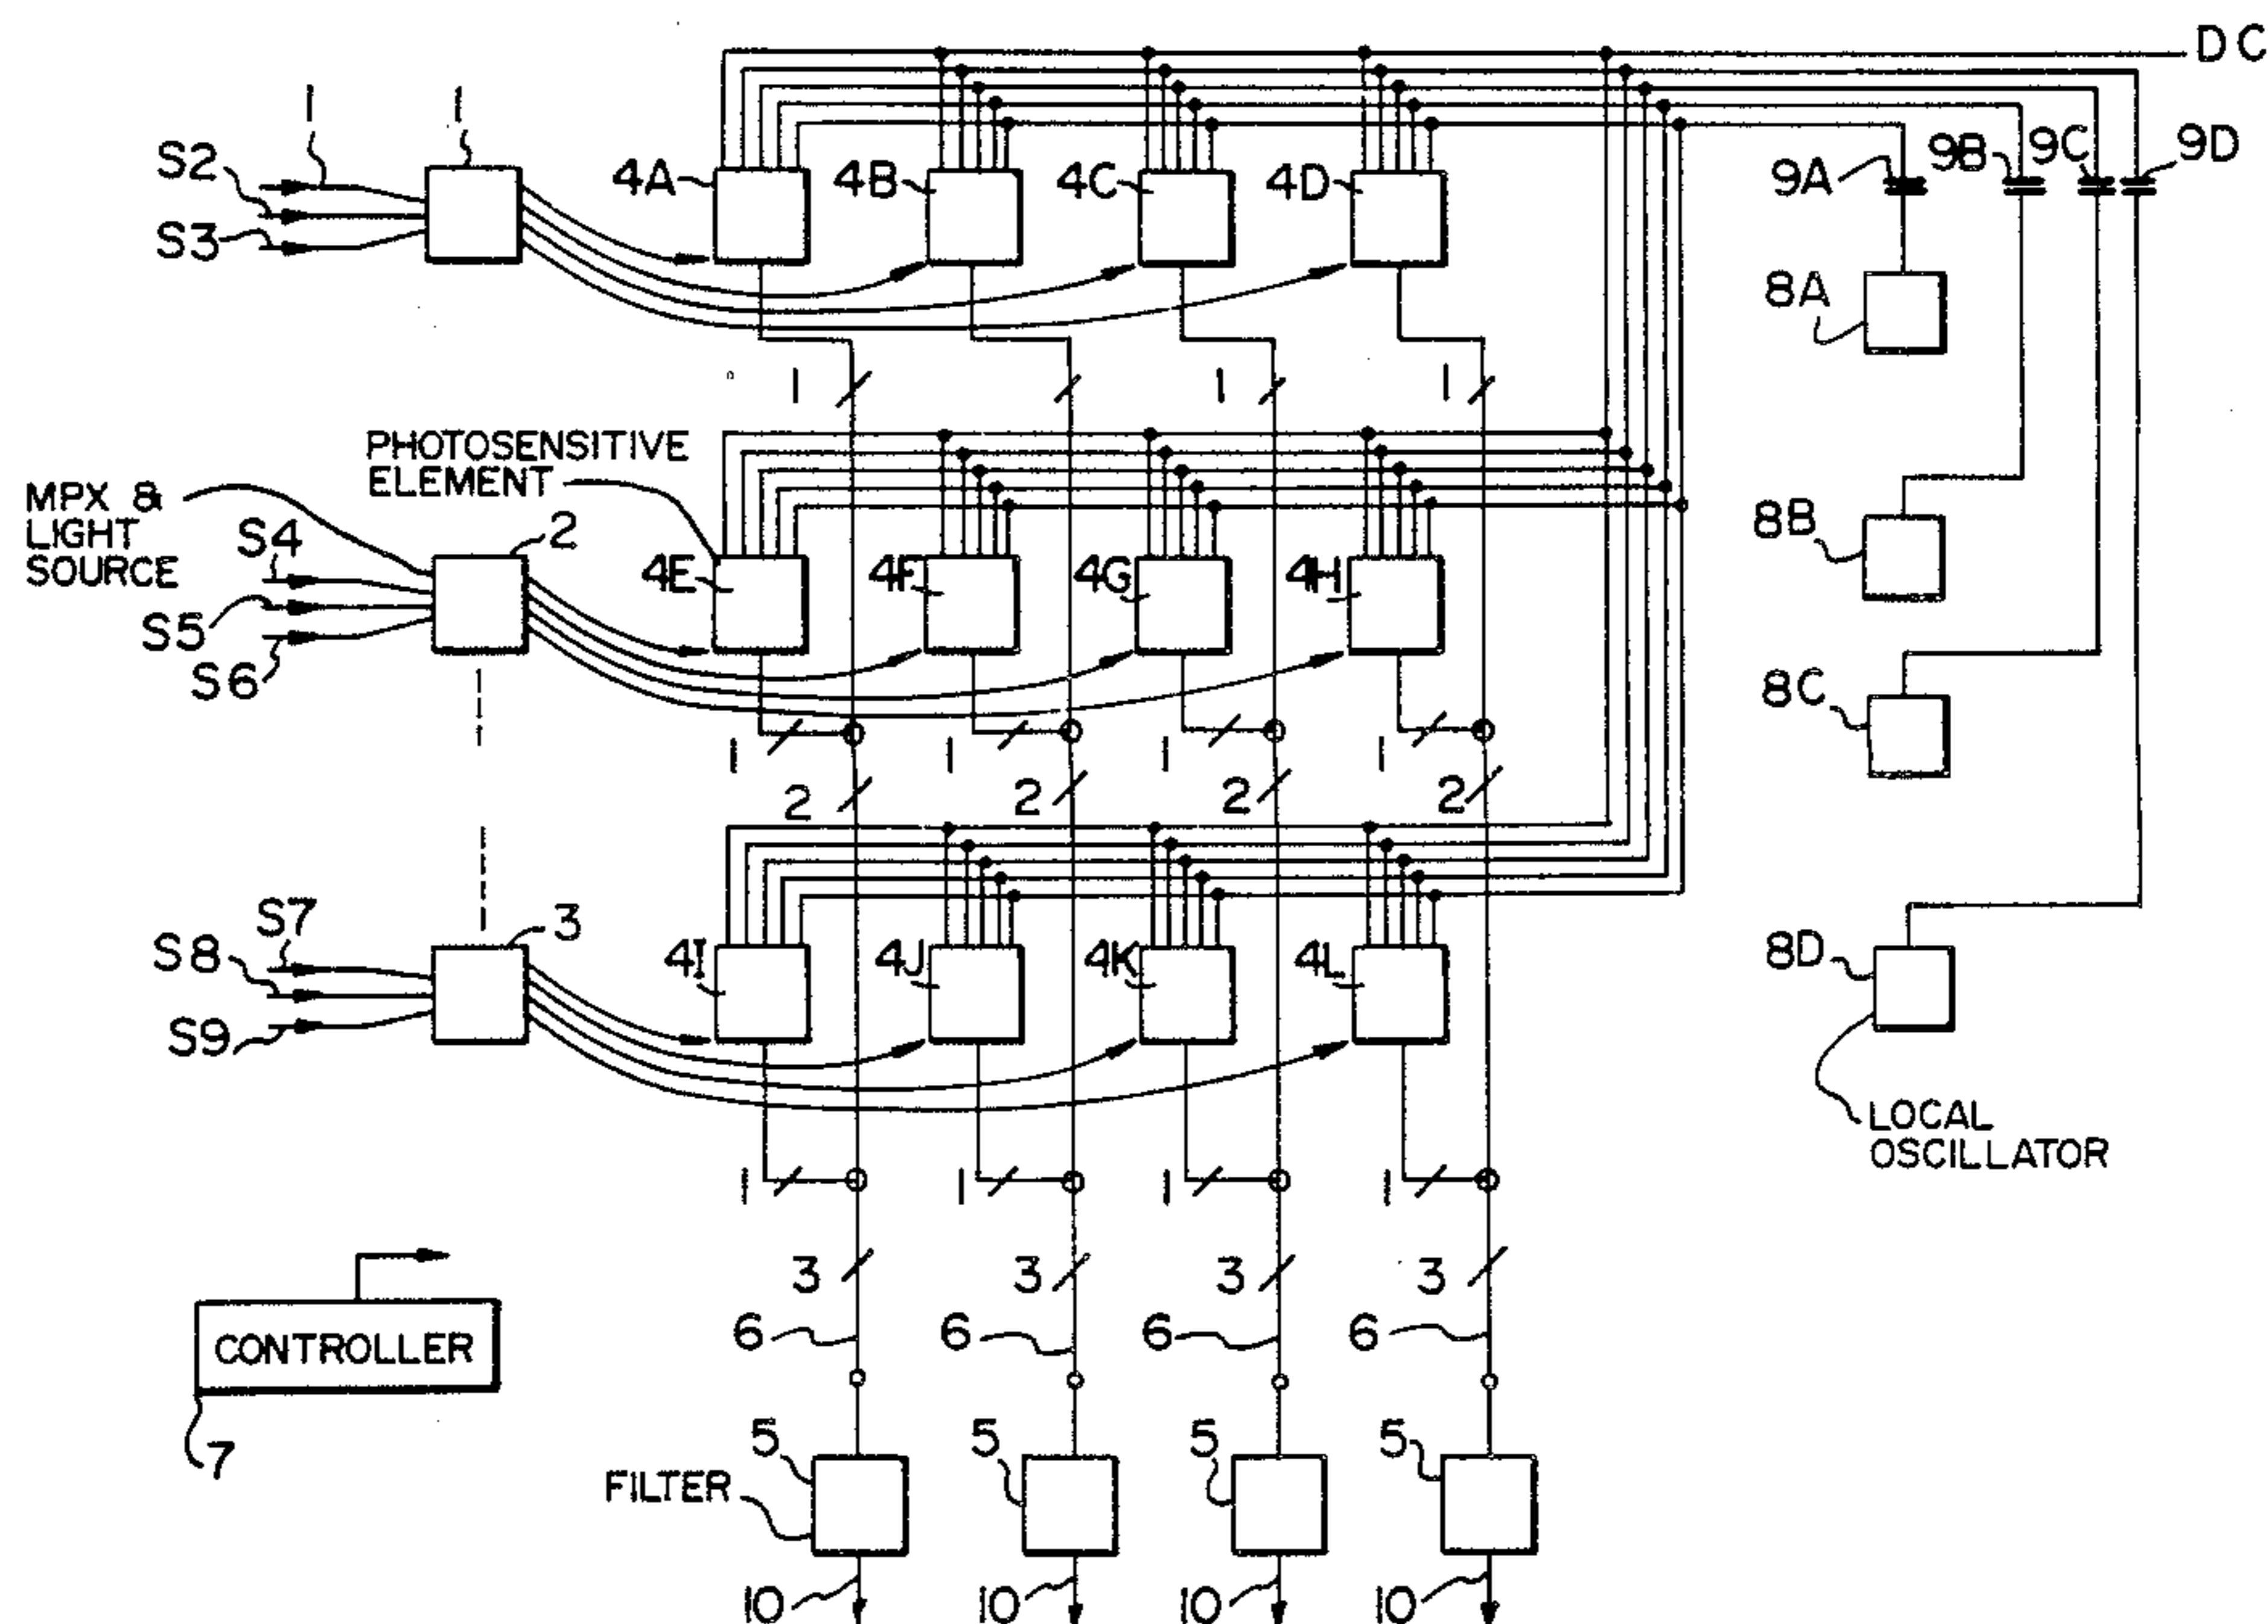 DC
1
1
S2
S3
4A
4B
4C
4D
9A
9B
9C
9D
8A
1
1
1
PHOTOSENSITIVE
ELEMENT
MPX &
LIGHT
SOURCE
S4
S5
S6
2
4E
4F
4G
4H
8B
8C
1
1
1
1
2
2
2
2
S7
S8
S9
3
4I
4J
4K
4L
8D
LOCAL
OSCILLATOR
1
1
1
1
3
3
3
3
6
6
6
6
CONTROLLER
7
5
5
5
5
FILTER
10
10
10
10